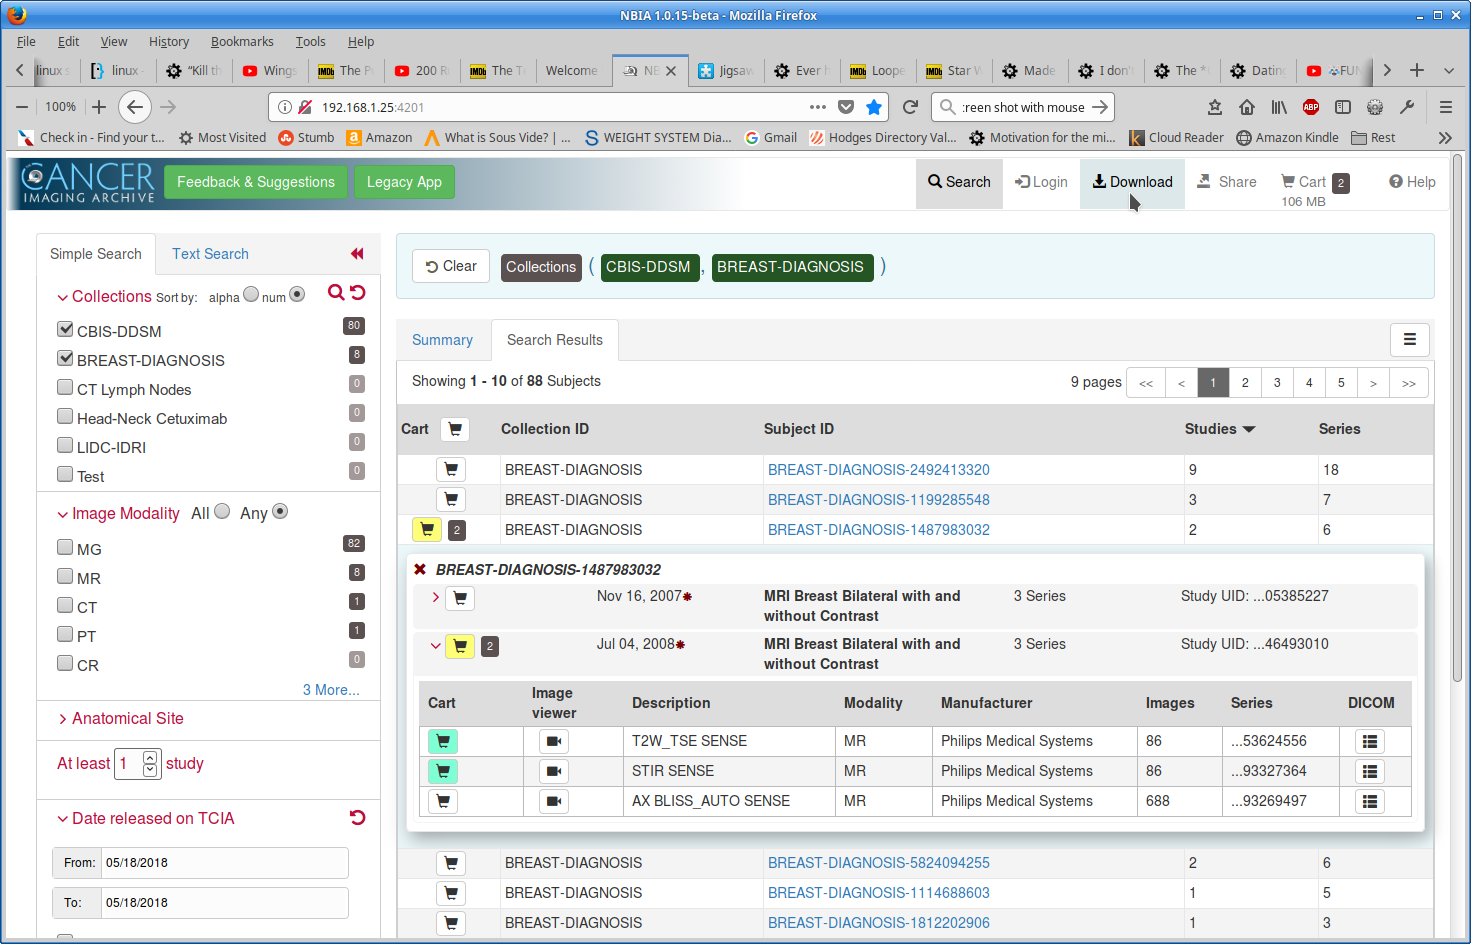 NBIA 1.0.15-beta - Mozilla Firefox
File Edit View History Bookmarks Tools Help
linux linux - "Kill th Wings IMDb The P 200 R IMDb The T Welcome NE Jigsaw Ever h IMDb Loope IMDb Star W Made I don' The * Dating FUN
100% 192.168.1.25:4201 :reen shot with mouse ABP
Check in - Find your t... Most Visited Stumb Amazon What is Sous Vide? | ... WEIGHT SYSTEM Dia... Gmail Hodges Directory Val... Motivation for the mi... Cloud Reader Amazon Kindle Rest
CANCER
IMAGING ARCHIVE
Feedback & Suggestions Legacy App Search Login Download Share Cart 2 Help
106 MB
Simple Search Text Search
Clear Collections ( CBIS-DDSM , BREAST-DIAGNOSIS )
Collections Sort by: alpha num
CBIS-DDSM 80
BREAST-DIAGNOSIS 8
CT Lymph Nodes 0
Head-Neck Cetuximab 0
LIDC-IDRI 0
Test 0
Image Modality All Any
MG 82
MR 8
CT 1
PT 1
CR 0
3 More...
Anatomical Site
At least 1 study
Date released on TCIA
From: 05/18/2018
To: 05/18/2018
Summary Search Results
Showing 1 - 10 of 88 Subjects 9 pages << < 1 2 3 4 5 > >>
Cart Collection ID Subject ID Studies Series
BREAST-DIAGNOSIS BREAST-DIAGNOSIS-2492413320 9 18
BREAST-DIAGNOSIS BREAST-DIAGNOSIS-1199285548 3 7
2 BREAST-DIAGNOSIS BREAST-DIAGNOSIS-1487983032 2 6
BREAST-DIAGNOSIS-1487983032
Nov 16, 2007 MRI Breast Bilateral with and 3 Series Study UID: ...05385227
without Contrast
2 Jul 04, 2008 MRI Breast Bilateral with and 3 Series Study UID: ...46493010
without Contrast
Cart Image viewer Description Modality Manufacturer Images Series DICOM
T2W_TSE SENSE MR Philips Medical Systems 86 ...53624556
STIR SENSE MR Philips Medical Systems 86 ...93327364
AX BLISS_AUTO SENSE MR Philips Medical Systems 688 ...93269497
BREAST-DIAGNOSIS BREAST-DIAGNOSIS-5824094255 2 6
BREAST-DIAGNOSIS BREAST-DIAGNOSIS-1114688603 1 5
BREAST-DIAGNOSIS BREAST-DIAGNOSIS-1812202906 1 3